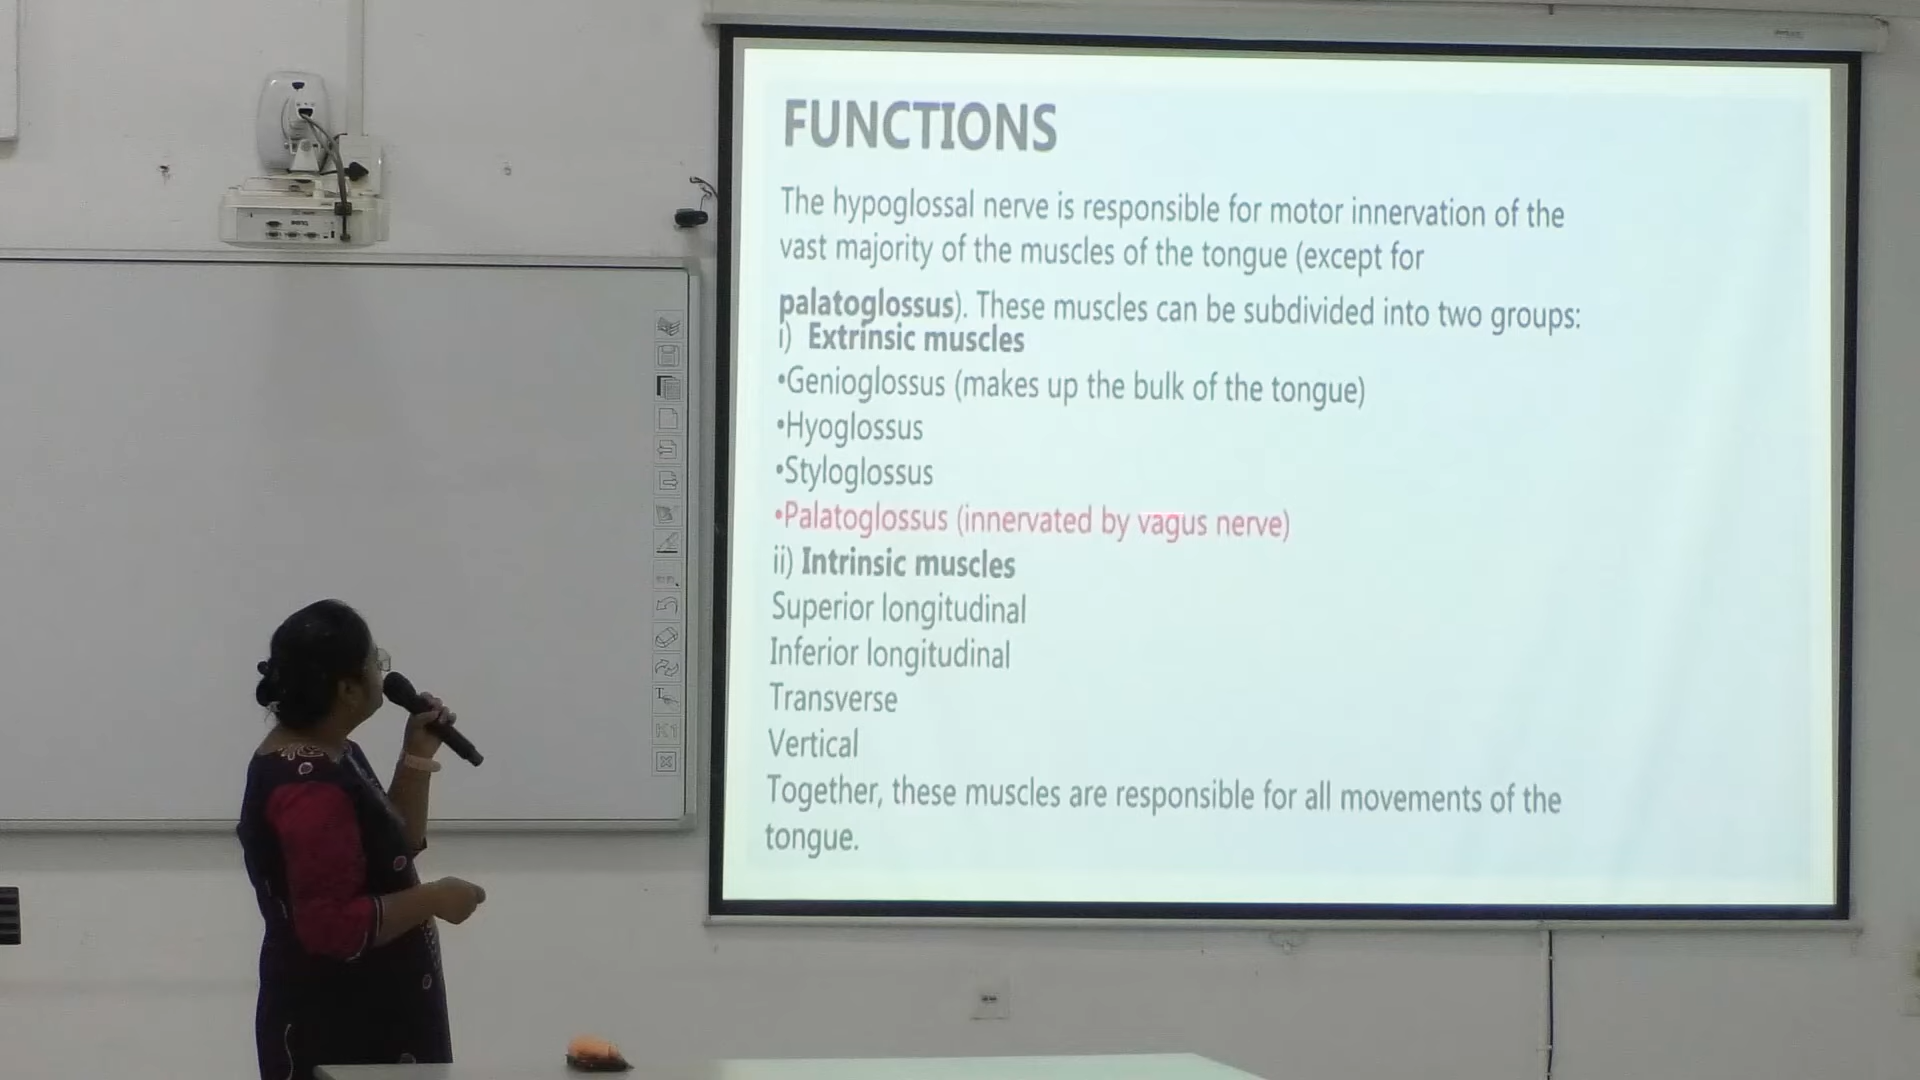 FUNCTIONS
The hypoglossal nerve is responsible for motor innervation of the
vast majority of the muscles of the tongue (except for
palatoglossus). These muscles can be subdivided into two groups:
i) Extrinsic muscles
•Genioglossus (makes up the bulk of the tongue)
•Hyoglossus
•Styloglossus
•Palatoglossus (innervated by vagus nerve)
ii) Intrinsic muscles
Superior longitudinal
Inferior longitudinal
Transverse
Vertical
Together, these muscles are responsible for all movements of the
tongue.